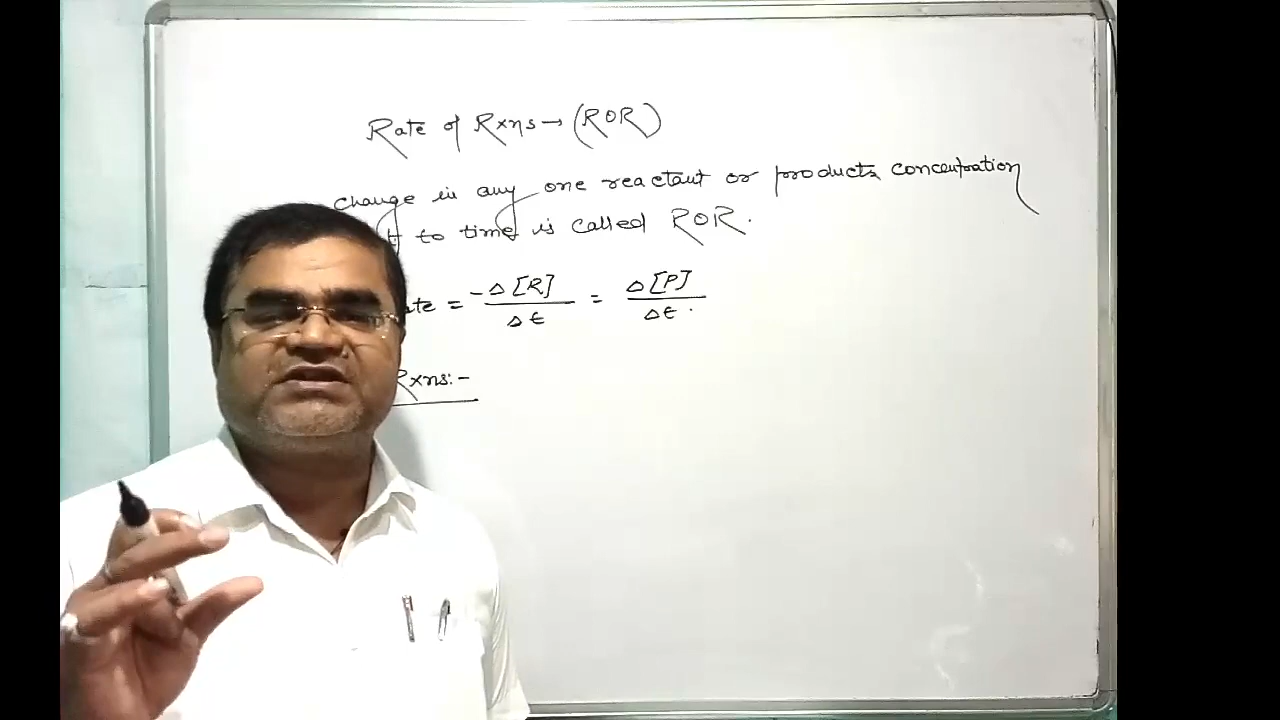 Rate of Rxns → (ROR)
change in any one reactant or products concentration
to time is called ROR.
= -Δ[R]/Δt = Δ[P]/Δt.
Rxns:-